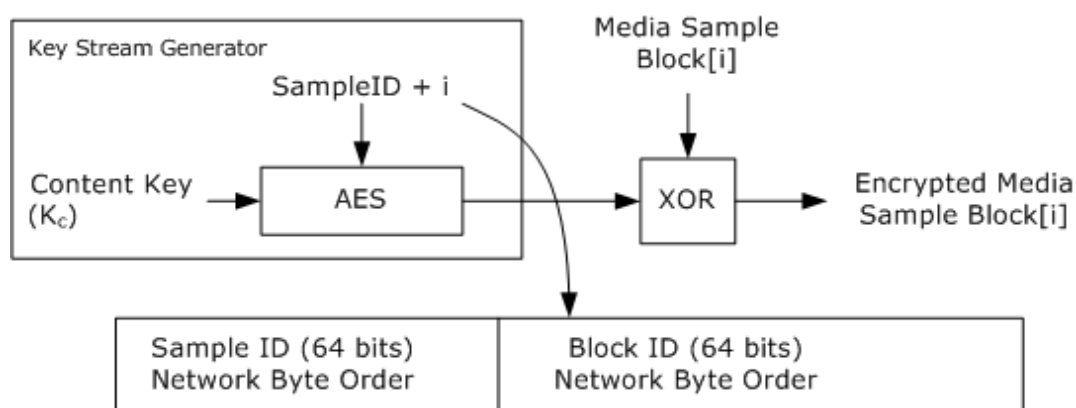 Key Stream Generator
SampleID + i
Content Key
(Kc)
AES
Media Sample
Block[i]
XOR
Encrypted Media
Sample Block[i]
Sample ID (64 bits)
Network Byte Order
Block ID (64 bits)
Network Byte Order